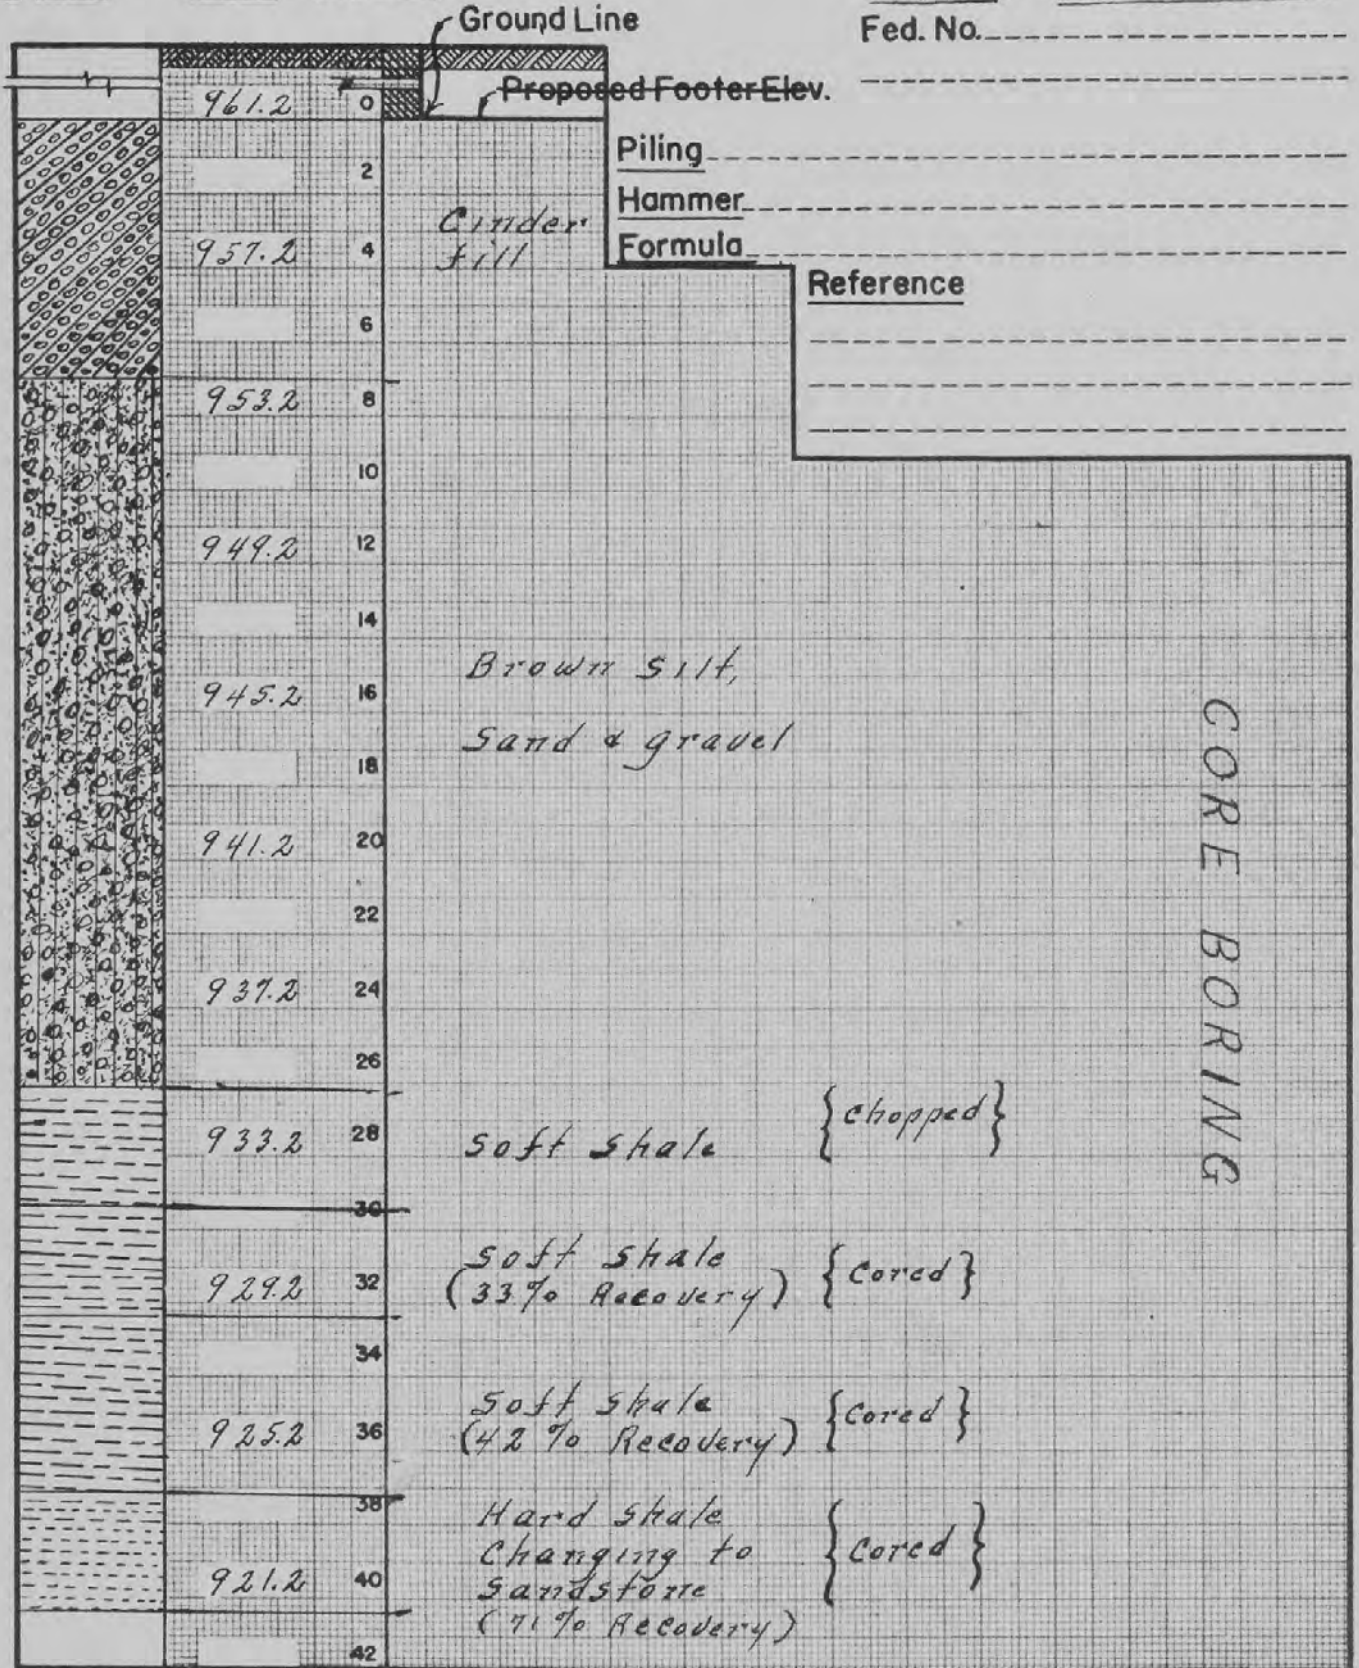 Ground Line
Fed. No.
Proposed Footer Elev.
961.2 0
Piling
2
Hammer
Cinder
957.2 4 fill
Formula
Reference
6
953.2 8
10
949.2 12
14
Brown Silt,
945.2 16
Sand & gravel
18
941.2 20
22
937.2 24
26
933.2 28 Soft Shale {Chopped}
30
Soft Shale
929.2 32 (33% Recovery) {Cored}
34
Soft Shale {Cored}
925.2 36 (42% Recovery)
38
Hard Shale
Changing to {Cored}
921.2 40 Sandstone
(71% Recovery)
42
CORE BORING